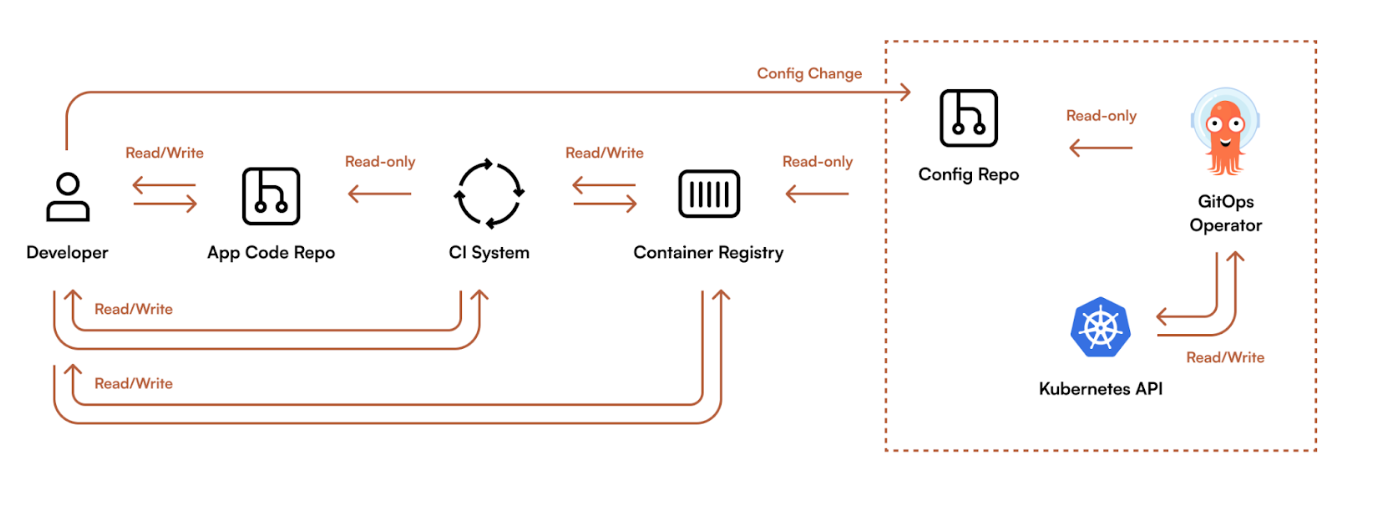 Config Change
Read-only
Read/Write
Read-only
Read/Write
Read-only
Config Repo
GitOps
Operator
Developer
App Code Repo
CI System
Container Registry
Read/Write
Read/Write
Read/Write
Kubernetes API